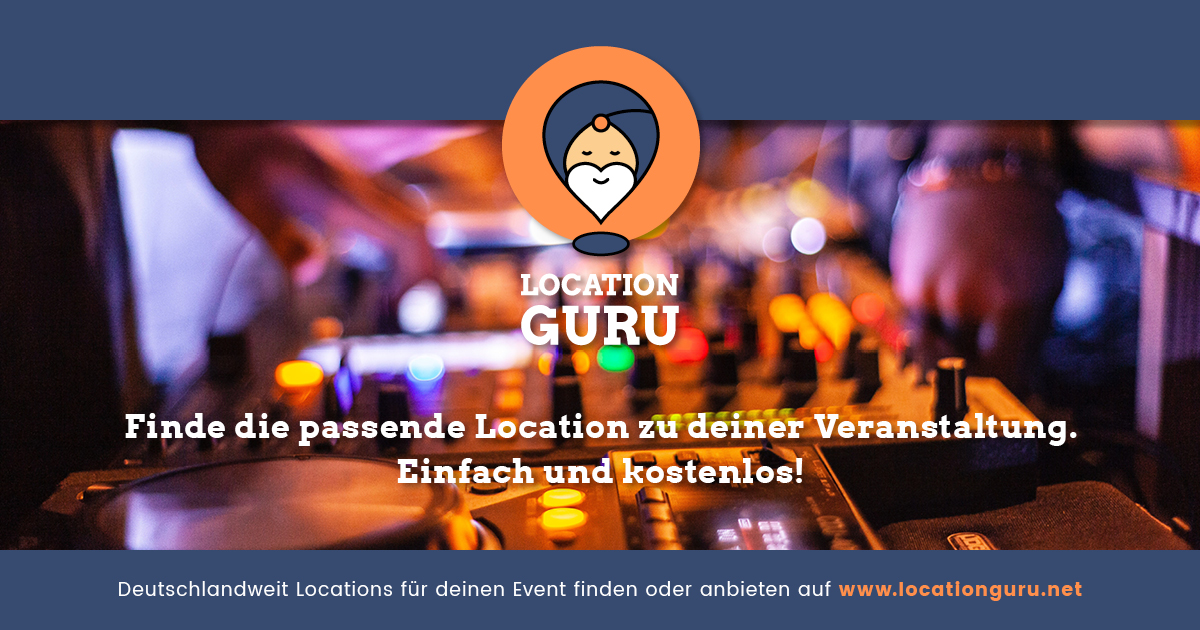 LOCATION
GURU
Finde die passende Location zu deiner Veranstaltung.
Einfach und kostenlos!
Deutschlandweit Locations für deinen Event finden oder anbieten auf www.locationguru.net